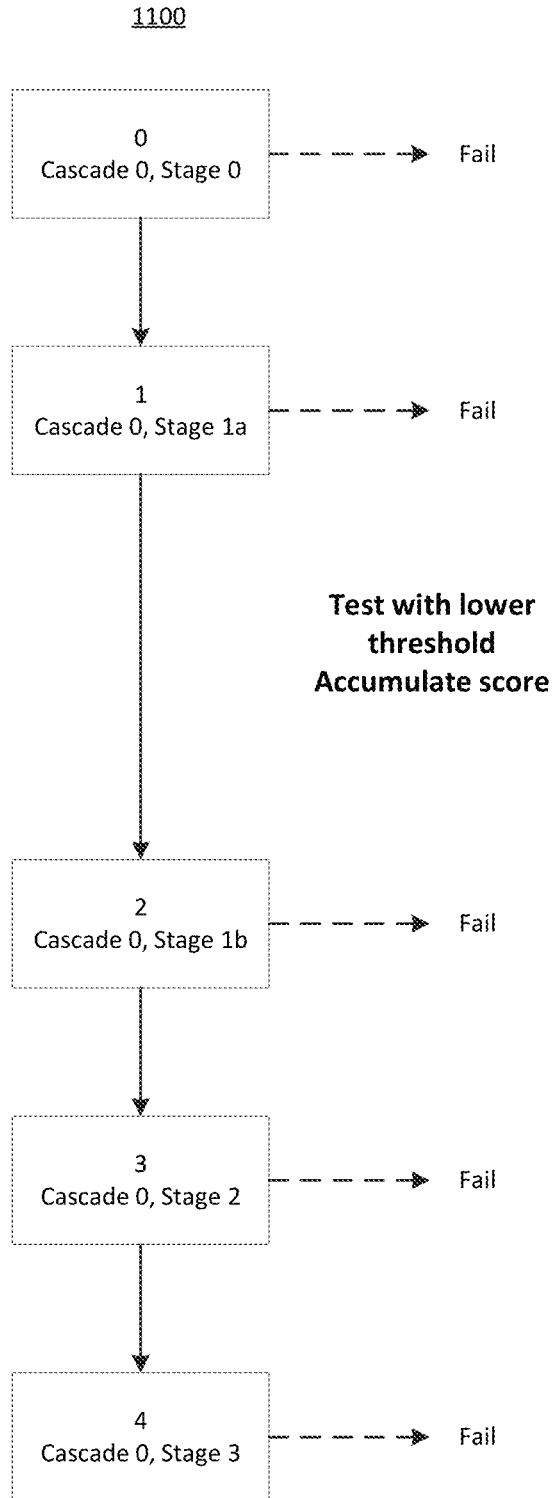 1100
0
Cascade 0, Stage 0
Fail
1
Cascade 0, Stage 1a
Fail
Test with lower
threshold
Accumulate score
2
Cascade 0, Stage 1b
Fail
3
Cascade 0, Stage 2
Fail
4
Cascade 0, Stage 3
Fail